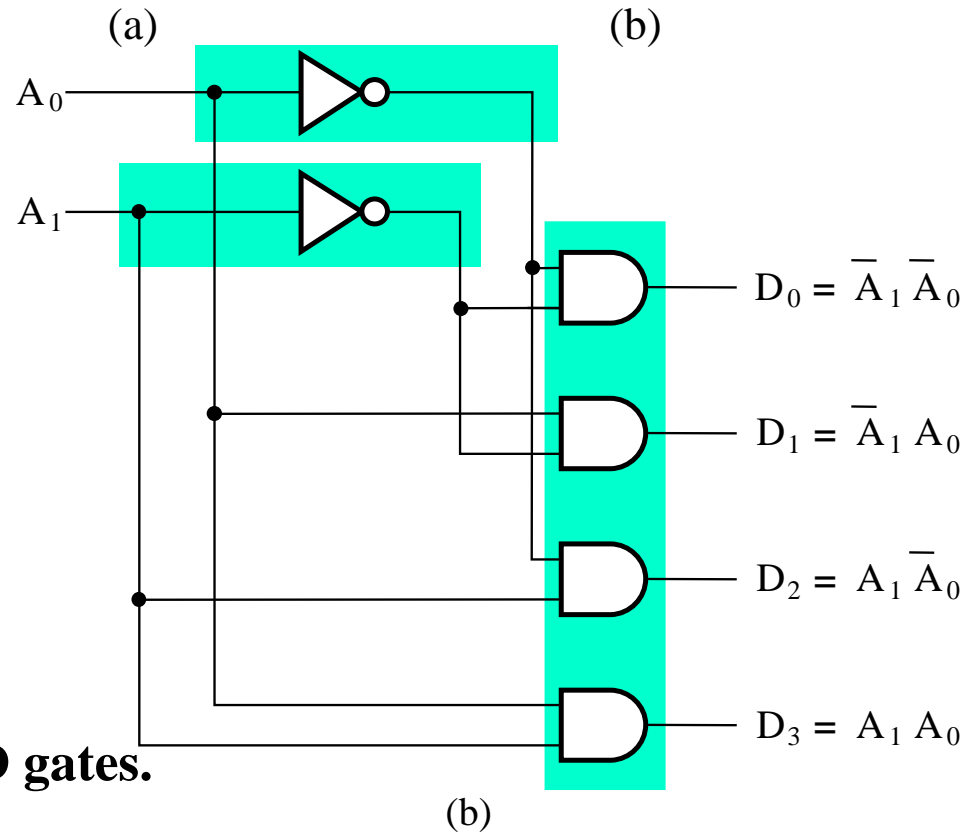 (a) (b)
A₀
A₁
D₀ = A̅₁ A̅₀
D₁ = A̅₁ A₀
D₂ = A₁ A̅₀
D₃ = A₁ A₀
gates.
(b)